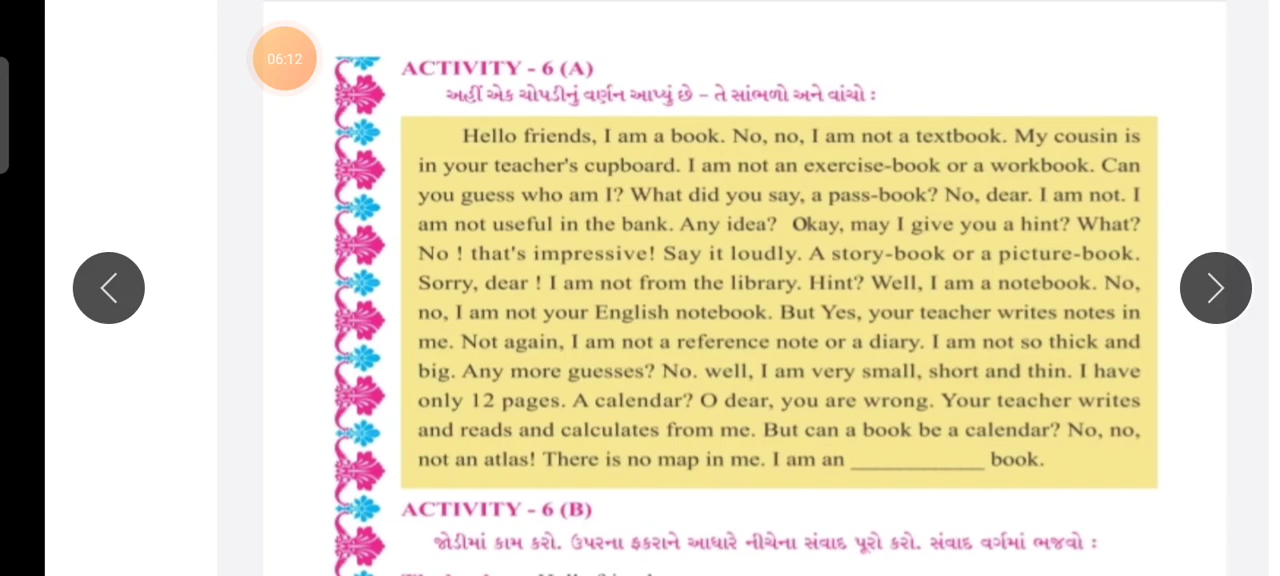 06:12
ACTIVITY - 6 (A)
અહીં એક ચોપડીનું વર્ણન આપ્યું છે – તે સાંભળો અને વાંચો :
Hello friends, I am a book. No, no, I am not a textbook. My cousin is
in your teacher's cupboard. I am not an exercise-book or a workbook. Can
you guess who am I? What did you say, a pass-book? No, dear. I am not. I
am not useful in the bank. Any idea? Okay, may I give you a hint? What?
No ! that's impressive! Say it loudly. A story-book or a picture-book.
Sorry, dear ! I am not from the library. Hint? Well, I am a notebook. No,
no, I am not your English notebook. But Yes, your teacher writes notes in
me. Not again, I am not a reference note or a diary. I am not so thick and
big. Any more guesses? No. well, I am very small, short and thin. I have
only 12 pages. A calendar? O dear, you are wrong. Your teacher writes
and reads and calculates from me. But can a book be a calendar? No, no,
not an atlas! There is no map in me. I am an ____________ book.
ACTIVITY - 6 (B)
જોડીમાં કામ કરો. ઉપરના ફકરાને આધારે નીચેના સંવાદ પૂરો કરો. સંવાદ વર્ગમાં ભજવો :